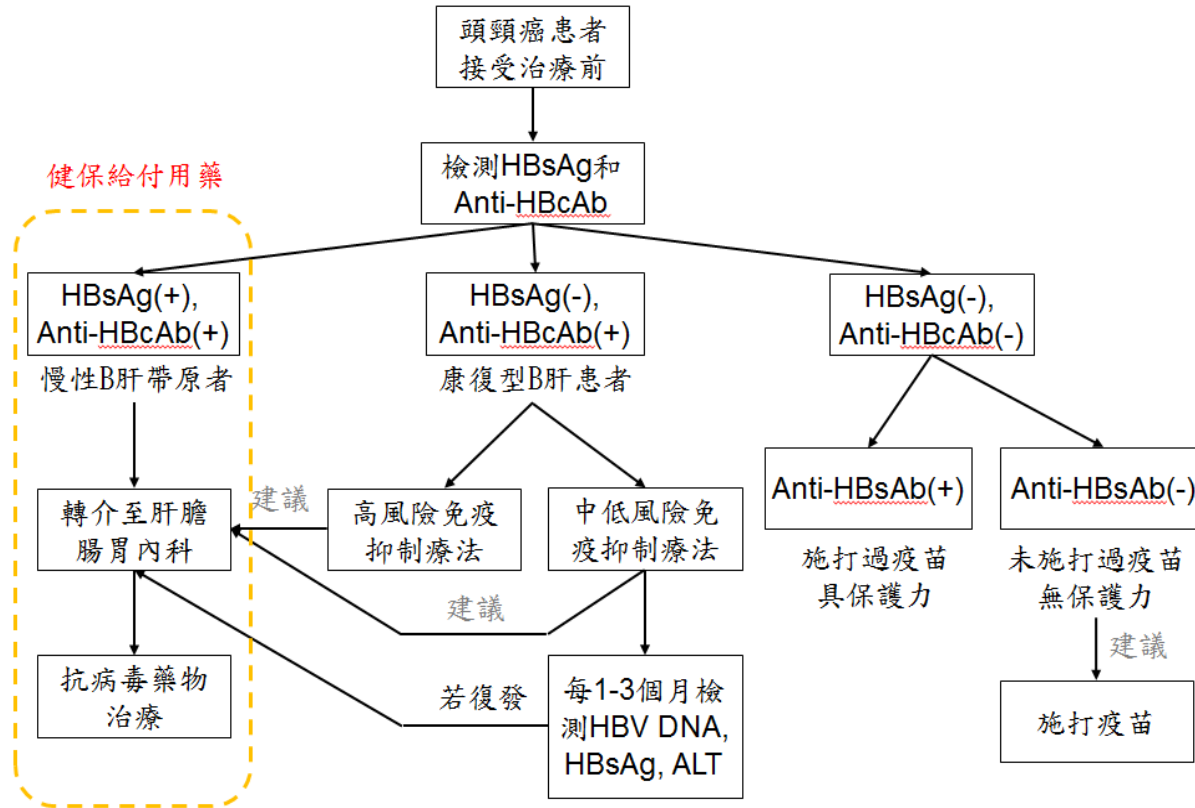 頭頸癌患者
接受治療前
檢測HBsAg和
Anti-HBcAb
健保給付用藥
HBsAg(+),
Anti-HBcAb(+)
慢性B肝帶原者
HBsAg(-),
Anti-HBcAb(+)
康復型B肝患者
HBsAg(-),
Anti-HBcAb(-)
轉介至肝膽
腸胃內科
建議
高風險免疫
抑制療法
中低風險免
疫抑制療法
Anti-HBsAb(+)
施打過疫苗
具保護力
Anti-HBsAb(-)
未施打過疫苗
無保護力
建議
建議
抗病毒藥物
治療
若復發
每1-3個月檢
測HBV DNA,
HBsAg, ALT
施打疫苗